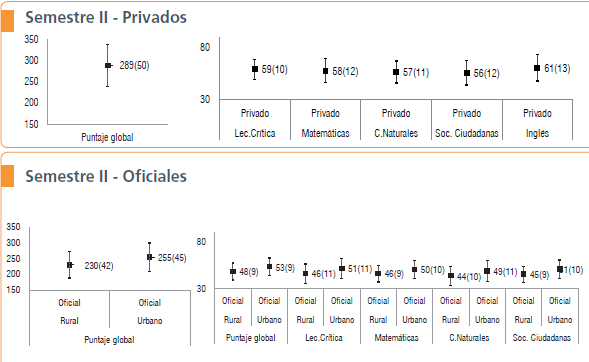 Semestre II - Privados
350
300
250
200
150
289(50)
Puntaje global
80
30
59(10)
58(12)
57(11)
56(12)
61(13)
Privado Privado Privado Privado Privado
Lec.Crítica Matemáticas C.Naturales Soc. Ciudadanas Inglés
Semestre II - Oficiales
350
300
250
200
150
230(42)
255(45)
Oficial Oficial
Rural Urbano
Puntaje global
80
30
48(9) 53(9) 46(11) 51(11) 46(9) 50(10) 44(10) 49(11) 45(9) 1(10)
Oficial Oficial Oficial Oficial Oficial Oficial Oficial Oficial Oficial Oficial
Rural Urbano Rural Urbano Rural Urbano Rural Urbano Rural Urbano
Puntaje global Lec.Crítica Matemáticas C.Naturales Soc. Ciudadanas